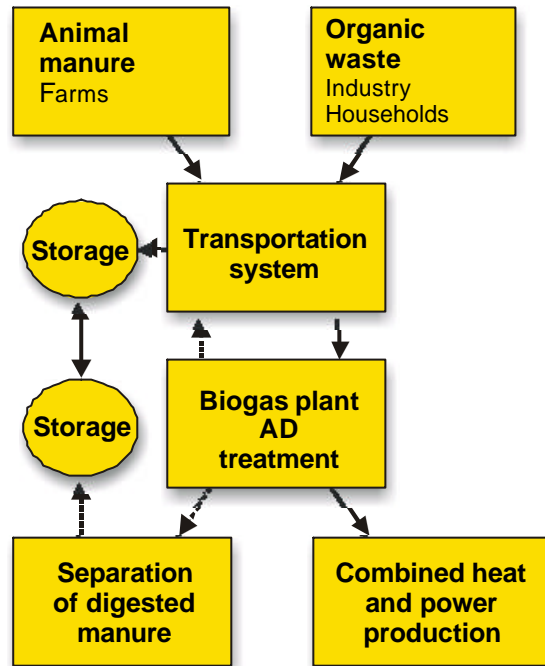 Animal
manure
Farms
Organic
waste
Industry
Households
Storage
Transportation
system
Storage
Biogas plant
AD
treatment
Separation
of digested
manure
Combined heat
and power
production